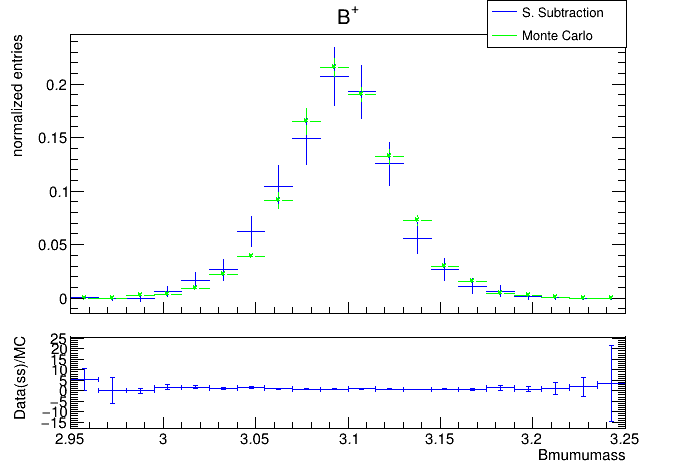 B+
S. Subtraction
Monte Carlo
normalized entries
0.2
0.15
0.1
0.05
0
Data(ss)/MC
25
20
15
10
5
0
−5
−10
−15
2.95 3 3.05 3.1 3.15 3.2 3.25
Bmumumass